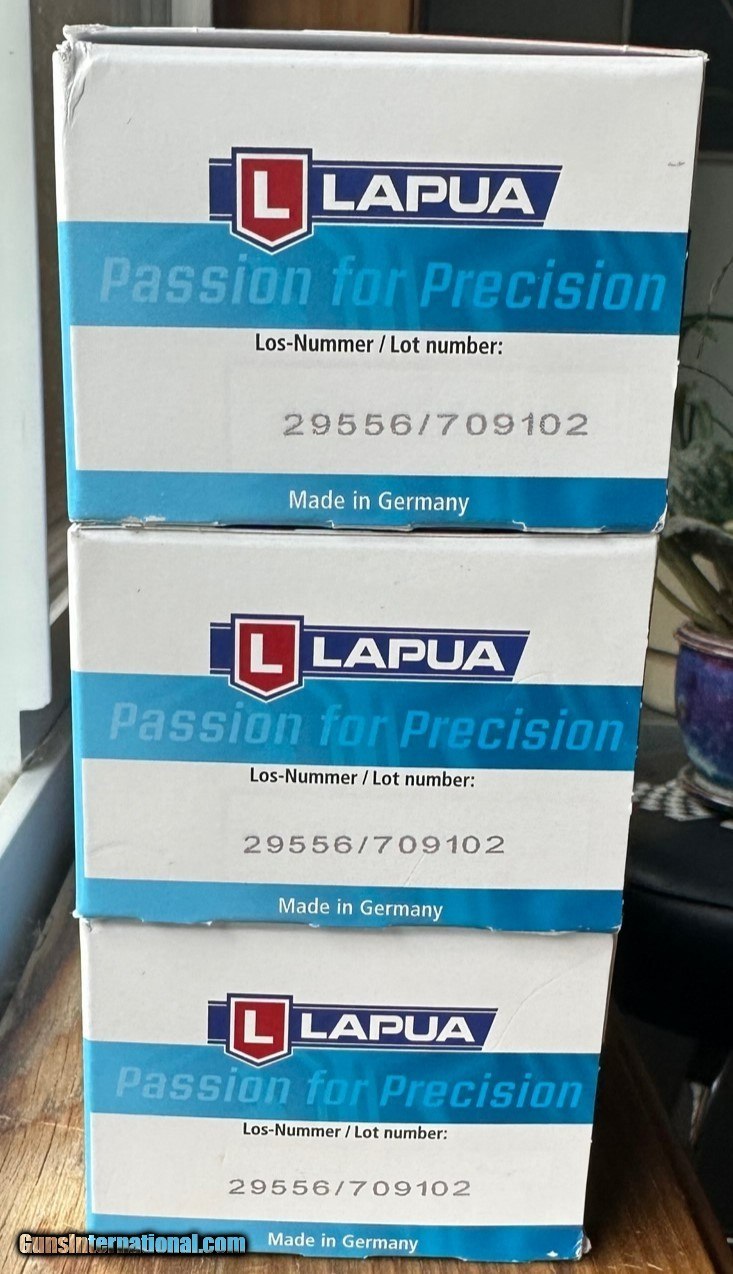 L LAPUA
Passion for Precision
Los-Nummer / Lot number:
29556/709102
Made in Germany
L LAPUA
Passion for Precision
Los-Nummer / Lot number:
29556/709102
Made in Germany
L LAPUA
Passion for Precision
Los-Nummer / Lot number:
29556/709102
Made in Germany
GunsInternational.com